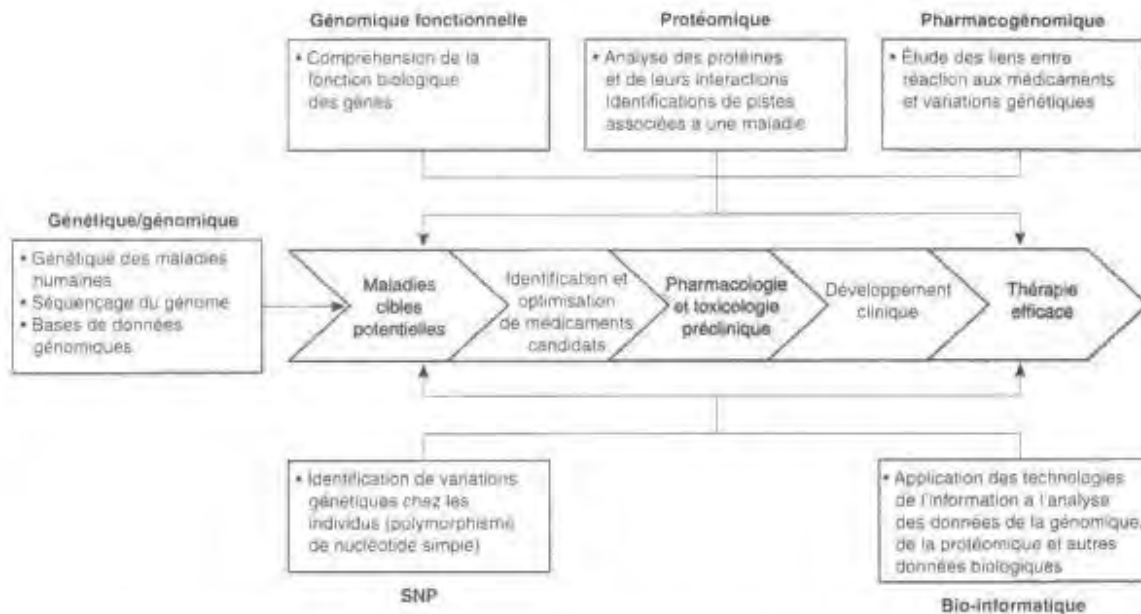 Génomique fonctionnelle
• Compréhension de la
fonction biologique
des gènes
Protéomique
• Analyse des protéines
et de leurs interactions
Identifications de pistes
associées a une maladie
Pharmacogénomique
• Étude des liens entre
réaction aux médicaments
et variations génétiques
Génétique/génomique
• Génétique des maladies
humaines
• Séquençage du génome
• Bases de données
génomiques
Maladies
cibles
potentielles
Identification et
optimisation
de médicaments
candidats
Pharmacologie
et toxicologie
préclinique
Développement
clinique
Thérapie
efficace
• Identification de variations
génétiques chez les
individus (polymorphisme
de nucléotide simple)
SNP
• Application des technologies
de l'information a l'analyse
des données de la génomique,
de la protéomique et autres
données biologiques
Bio-informatique